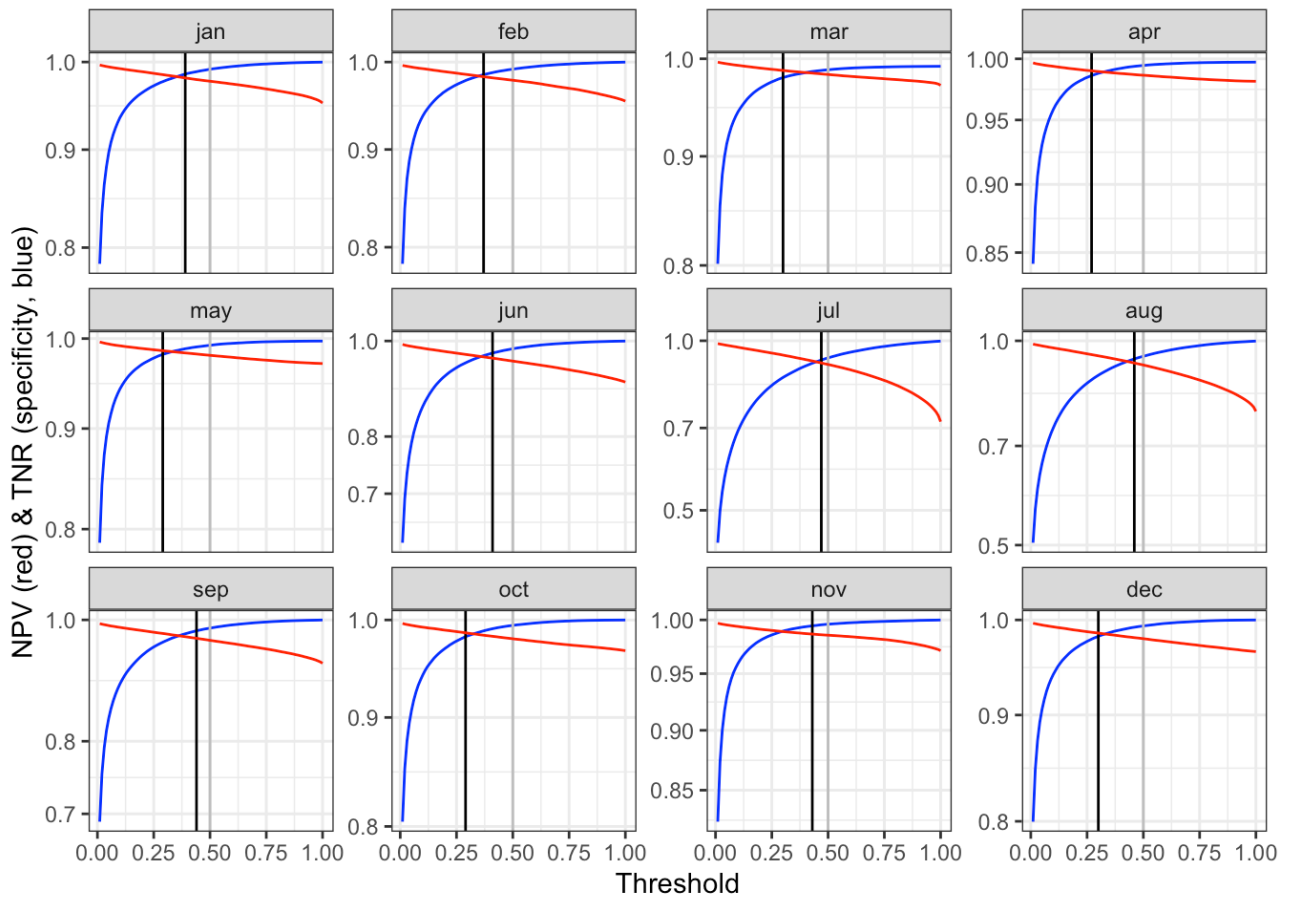 jan feb mar apr
1.0 1.0 1.0 1.00
0.9 0.9 0.9 0.95
0.90
0.8 0.8 0.8 0.85
may jun jul aug
1.0 1.0 1.0 1.0
0.9 0.8 0.7 0.7
0.8 0.7 0.5 0.5
sep oct nov dec
1.0 1.0 1.00 1.0
0.95
0.8 0.9 0.90 0.9
0.7 0.8 0.85 0.8
0.00 0.25 0.50 0.75 1.00 0.00 0.25 0.50 0.75 1.00 0.00 0.25 0.50 0.75 1.00 0.00 0.25 0.50 0.75 1.00
Threshold
NPV (red) & TNR (specificity, blue)